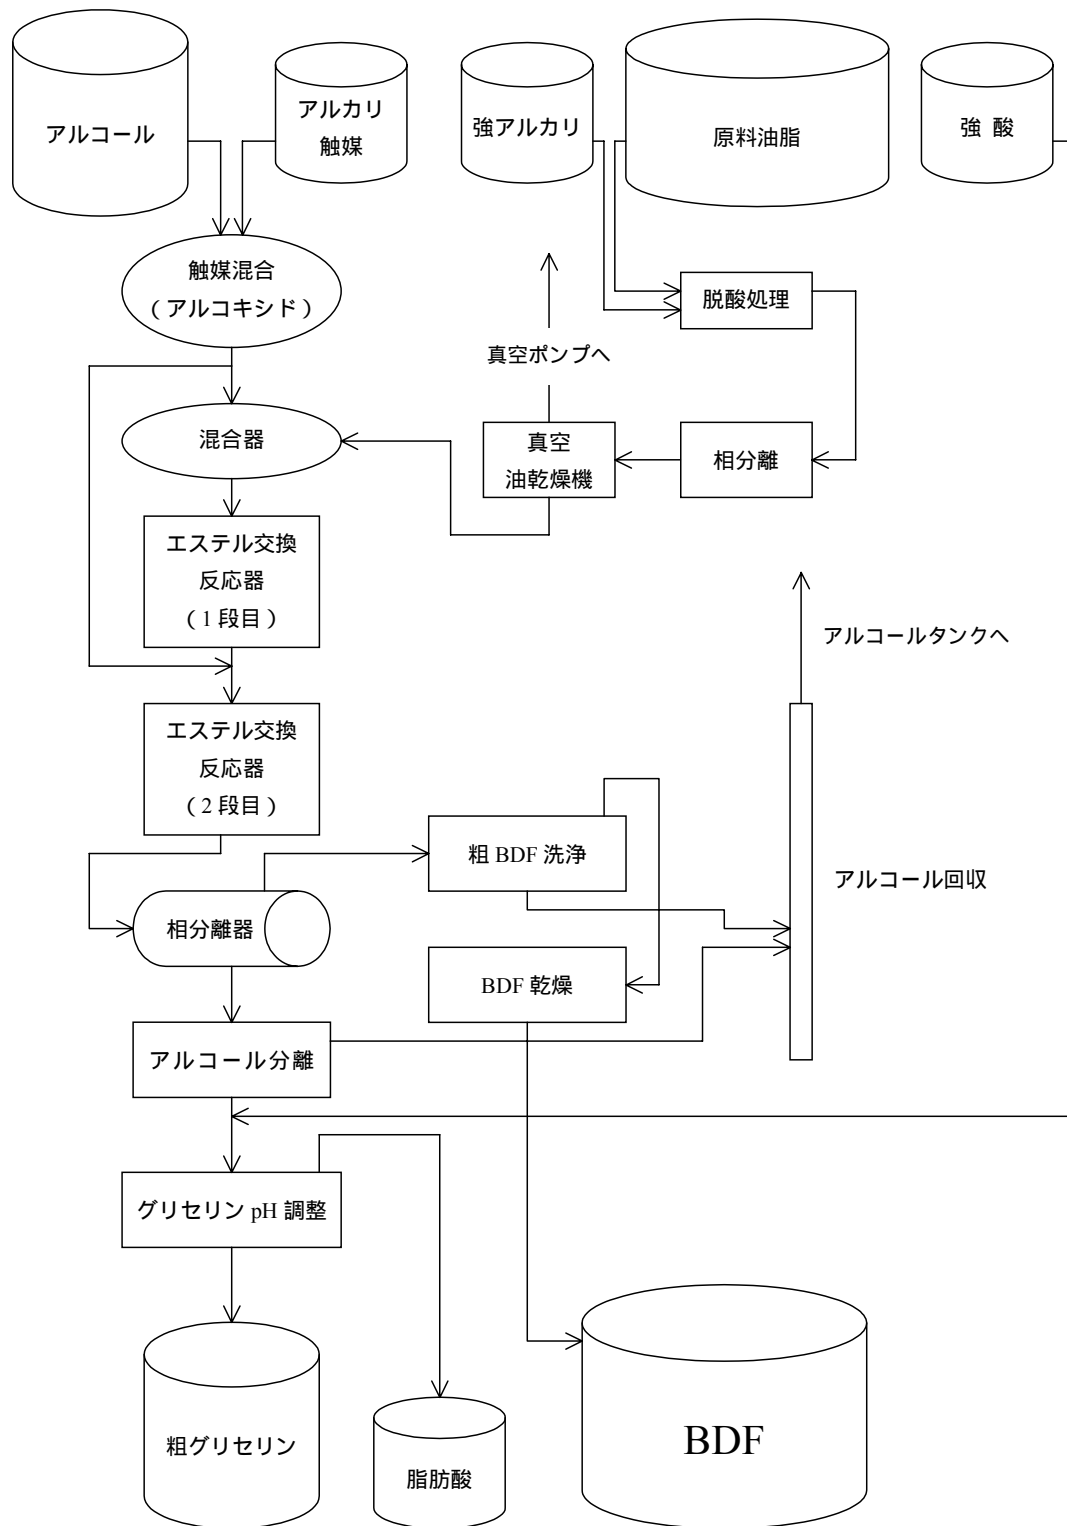 アルコール
アルカリ
触媒
強アルカリ
原料油脂
強 酸
触媒混合
（アルコキシド）
脱酸処理
真空ポンプへ
混合器
真空
油乾燥機
相分離
エステル交換
反応器
（1 段目）
アルコールタンクへ
エステル交換
反応器
（2 段目）
粗 BDF 洗浄
アルコール回収
相分離器
BDF 乾燥
アルコール分離
グリセリン pH 調整
粗グリセリン
脂肪酸
BDF